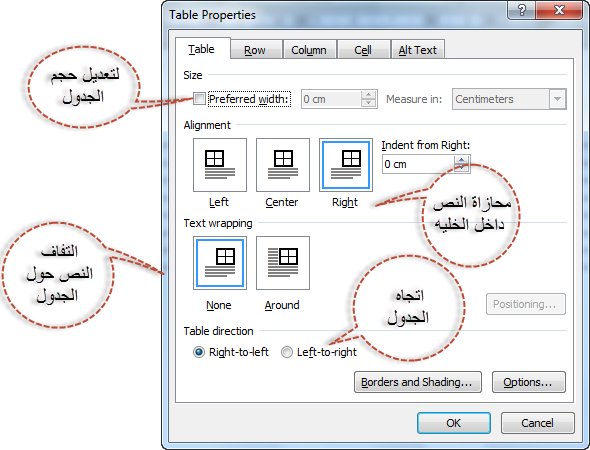 Table Properties
Table Row Column Cell Alt Text
Size
لتعديل حجم
الجدول
Preferred width: 0 cm Measure in: Centimeters
Alignment
Indent from Right:
0 cm
Left Center Right
محازاة النص
داخل الخليه
Text wrapping
التفاف
النص حول
الجدول
None Around
اتجاه
الجدول
Positioning...
Table direction
Right-to-left Left-to-right
Borders and Shading... Options...
OK Cancel